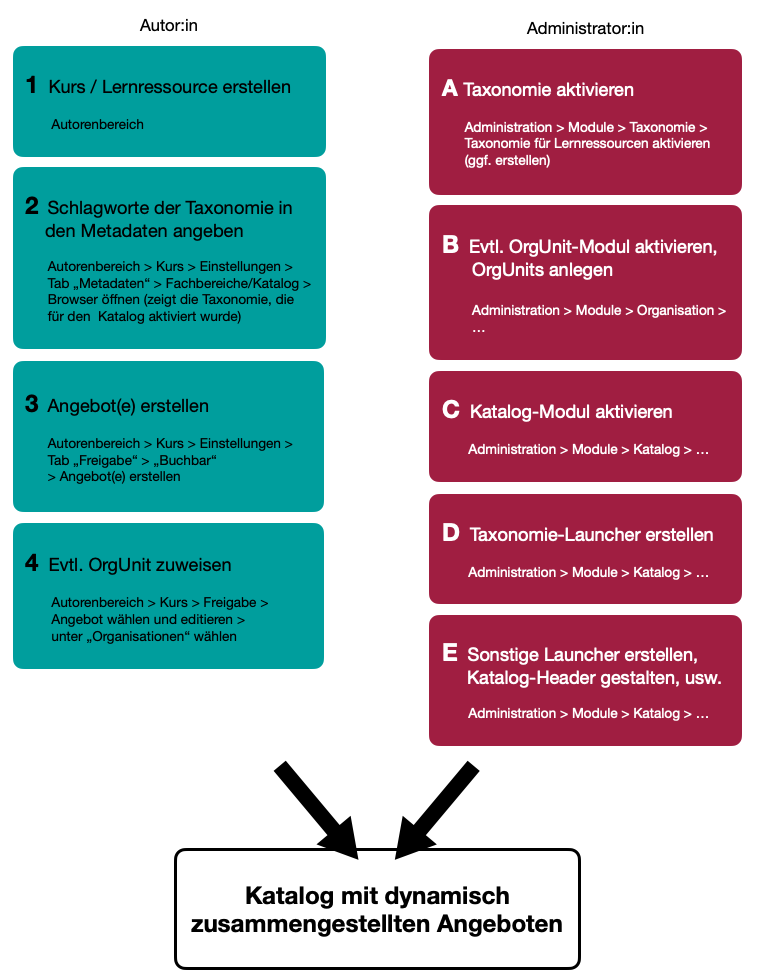 Autor:in
1 Kurs / Lernressource erstellen
Autorenbereich
2 Schlagworte der Taxonomie in
den Metadaten angeben
Autorenbereich > Kurs > Einstellungen >
Tab „Metadaten“ > Fachbereiche/Katalog >
Browser öffnen (zeigt die Taxonomie, die
für den Katalog aktiviert wurde)
3 Angebot(e) erstellen
Autorenbereich > Kurs > Einstellungen >
Tab „Freigabe“ > „Buchbar“
> Angebot(e) erstellen
4 Evtl. OrgUnit zuweisen
Autorenbereich > Kurs > Freigabe >
Angebot wählen und editieren >
unter „Organisationen“ wählen
Administrator:in
A Taxonomie aktivieren
Administration > Module > Taxonomie >
Taxonomie für Lernressourcen aktivieren
(ggf. erstellen)
B Evtl. OrgUnit-Modul aktivieren,
OrgUnits anlegen
Administration > Module > Organisation >
…
C Katalog-Modul aktivieren
Administration > Module > Katalog > …
D Taxonomie-Launcher erstellen
Administration > Module > Katalog > …
E Sonstige Launcher erstellen,
Katalog-Header gestalten, usw.
Administration > Module > Katalog > …
Katalog mit dynamisch
zusammengestellten Angeboten